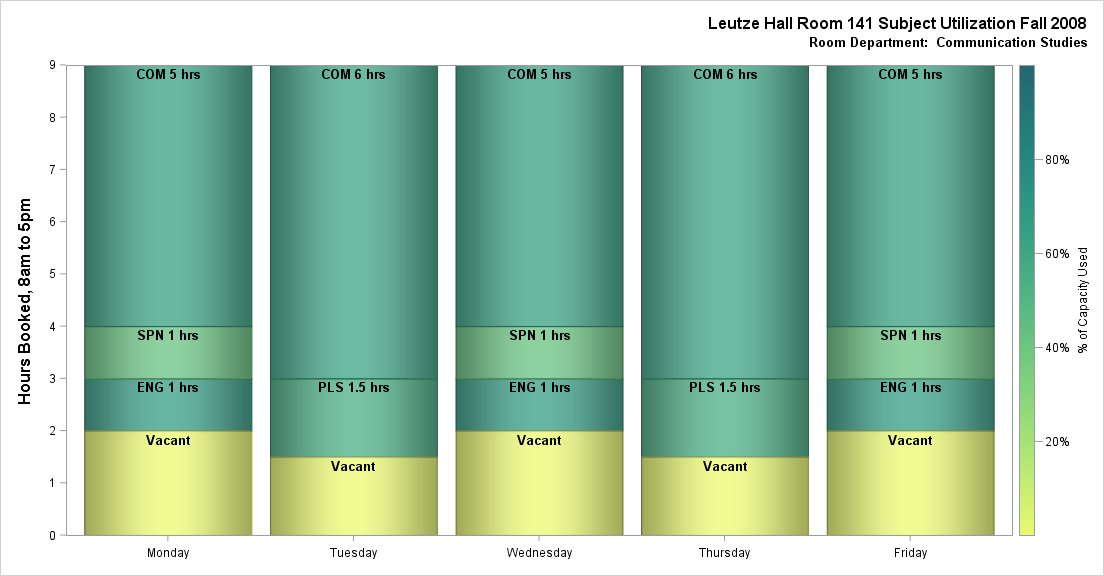 Leutze Hall Room 141 Subject Utilization Fall 2008
Room Department:  Communication Studies
Hours Booked, 8am to 5pm
9
8
7
6
5
4
3
2
1
0
COM 5 hrs
SPN 1 hrs
ENG 1 hrs
Vacant
Monday
COM 6 hrs
PLS 1.5 hrs
Vacant
Tuesday
COM 5 hrs
SPN 1 hrs
ENG 1 hrs
Vacant
Wednesday
COM 6 hrs
PLS 1.5 hrs
Vacant
Thursday
COM 5 hrs
SPN 1 hrs
ENG 1 hrs
Vacant
Friday
80%
60%
40%
20%
% of Capacity Used